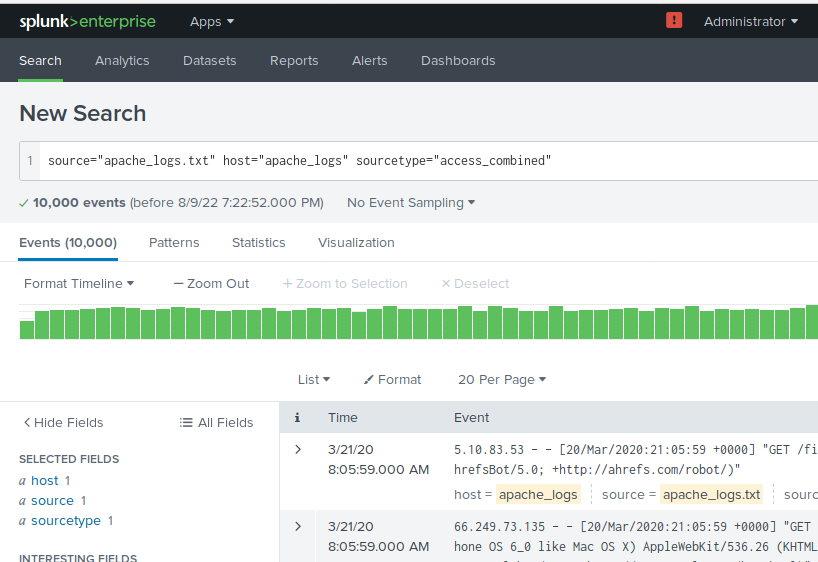 splunk>enterprise Apps ! Administrator
Search Analytics Datasets Reports Alerts Dashboards
New Search
1 source="apache_logs.txt" host="apache_logs" sourcetype="access_combined"
10,000 events (before 8/9/22 7:22:52.000 PM) No Event Sampling
Events (10,000) Patterns Statistics Visualization
Format Timeline — Zoom Out + Zoom to Selection × Deselect
List Format 20 Per Page
< Hide Fields All Fields i Time Event
SELECTED FIELDS
a host 1
a source 1
a sourcetype 1
INTERESTING FIELDS
> 3/21/20 5.10.83.53 - - [20/Mar/2020:21:05:59 +0000] "GET /fi
8:05:59.000 AM hrefsBot/5.0; +http://ahrefs.com/robot/)"
host = apache_logs source = apache_logs.txt sourc
> 3/21/20 66.249.73.135 - - [20/Mar/2020:21:05:59 +0000] "GET
8:05:59.000 AM hone OS 6_0 like Mac OS X) AppleWebKit/536.26 (KHTML